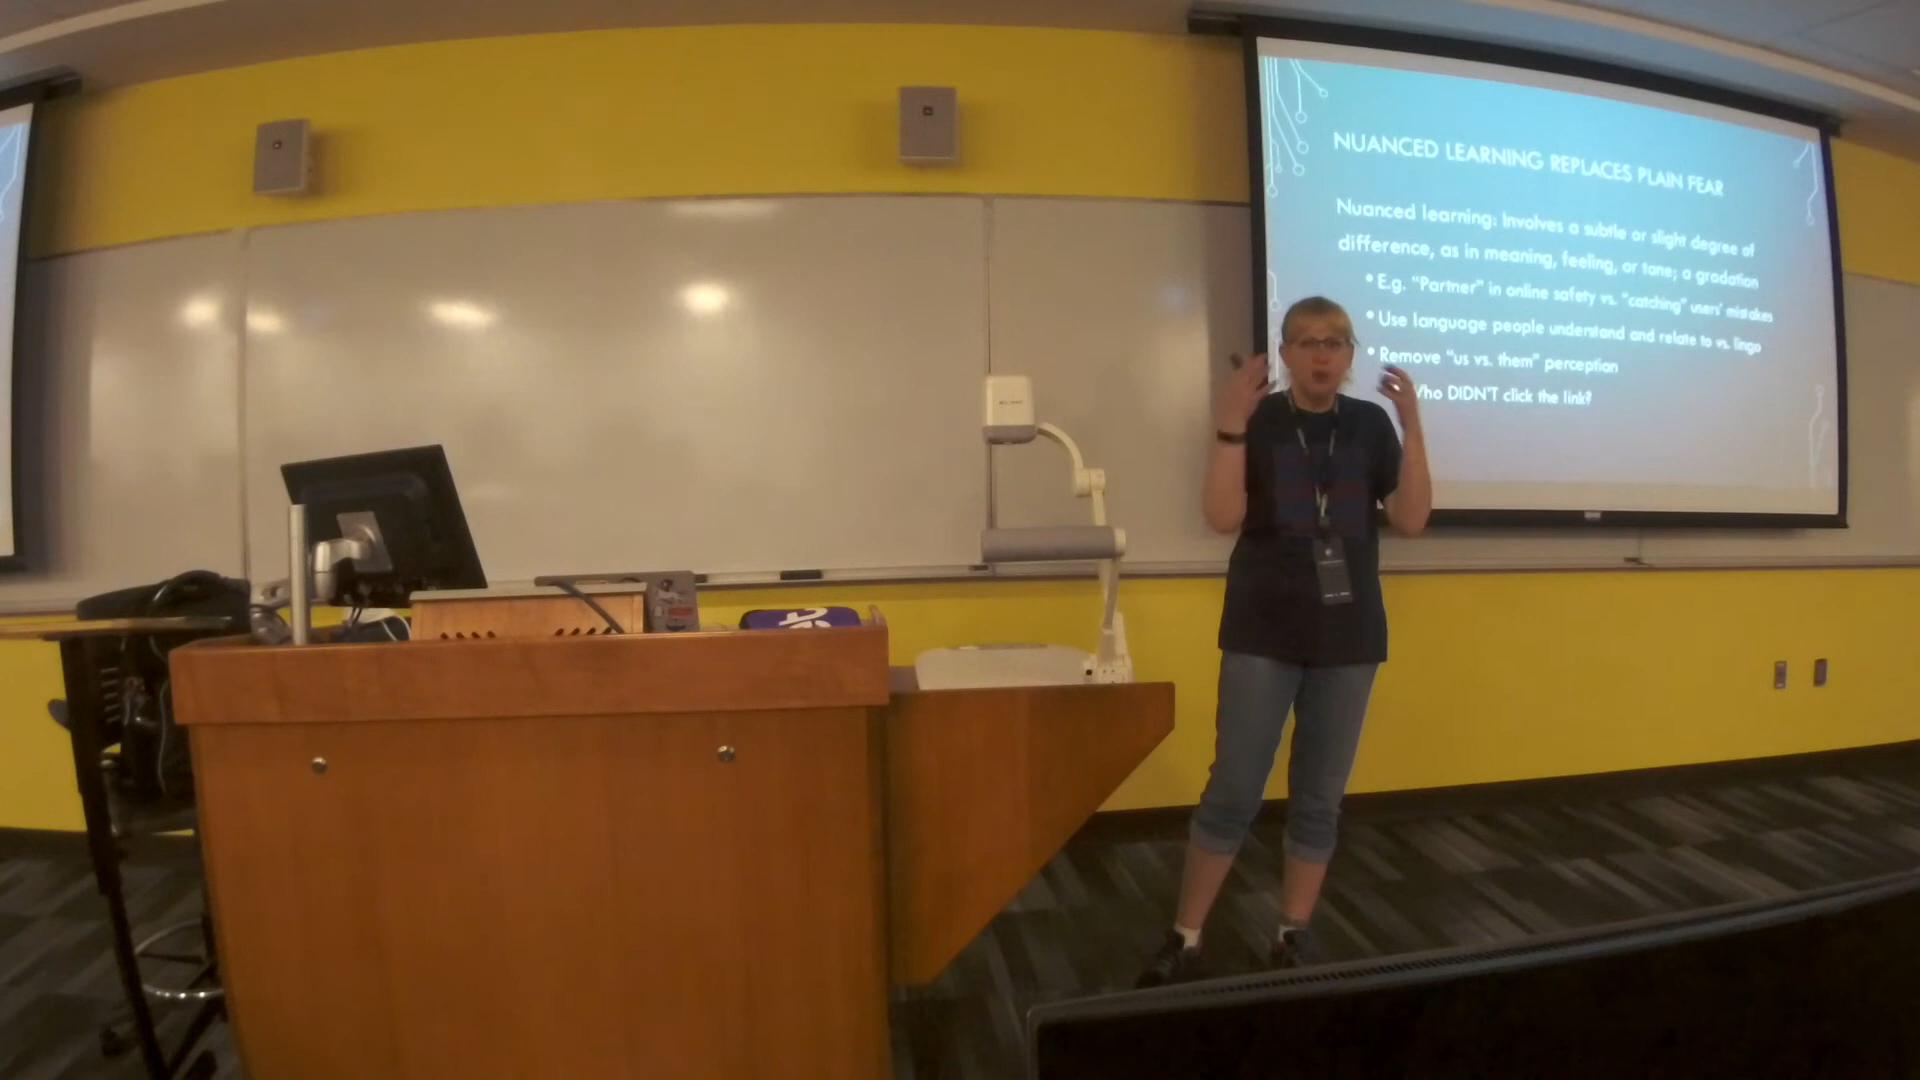 NUANCED LEARNING REPLACES PLAIN FEAR
Nuanced learning: Involves a subtle or slight degree of
difference, as in meaning, feeling, or tone; a gradation
• E.g. "Partner" in online safety vs. "catching" users' mistakes
• Use language people understand and relate to vs. lingo
• Remove "us vs. them" perception
Who DIDN'T click the link?